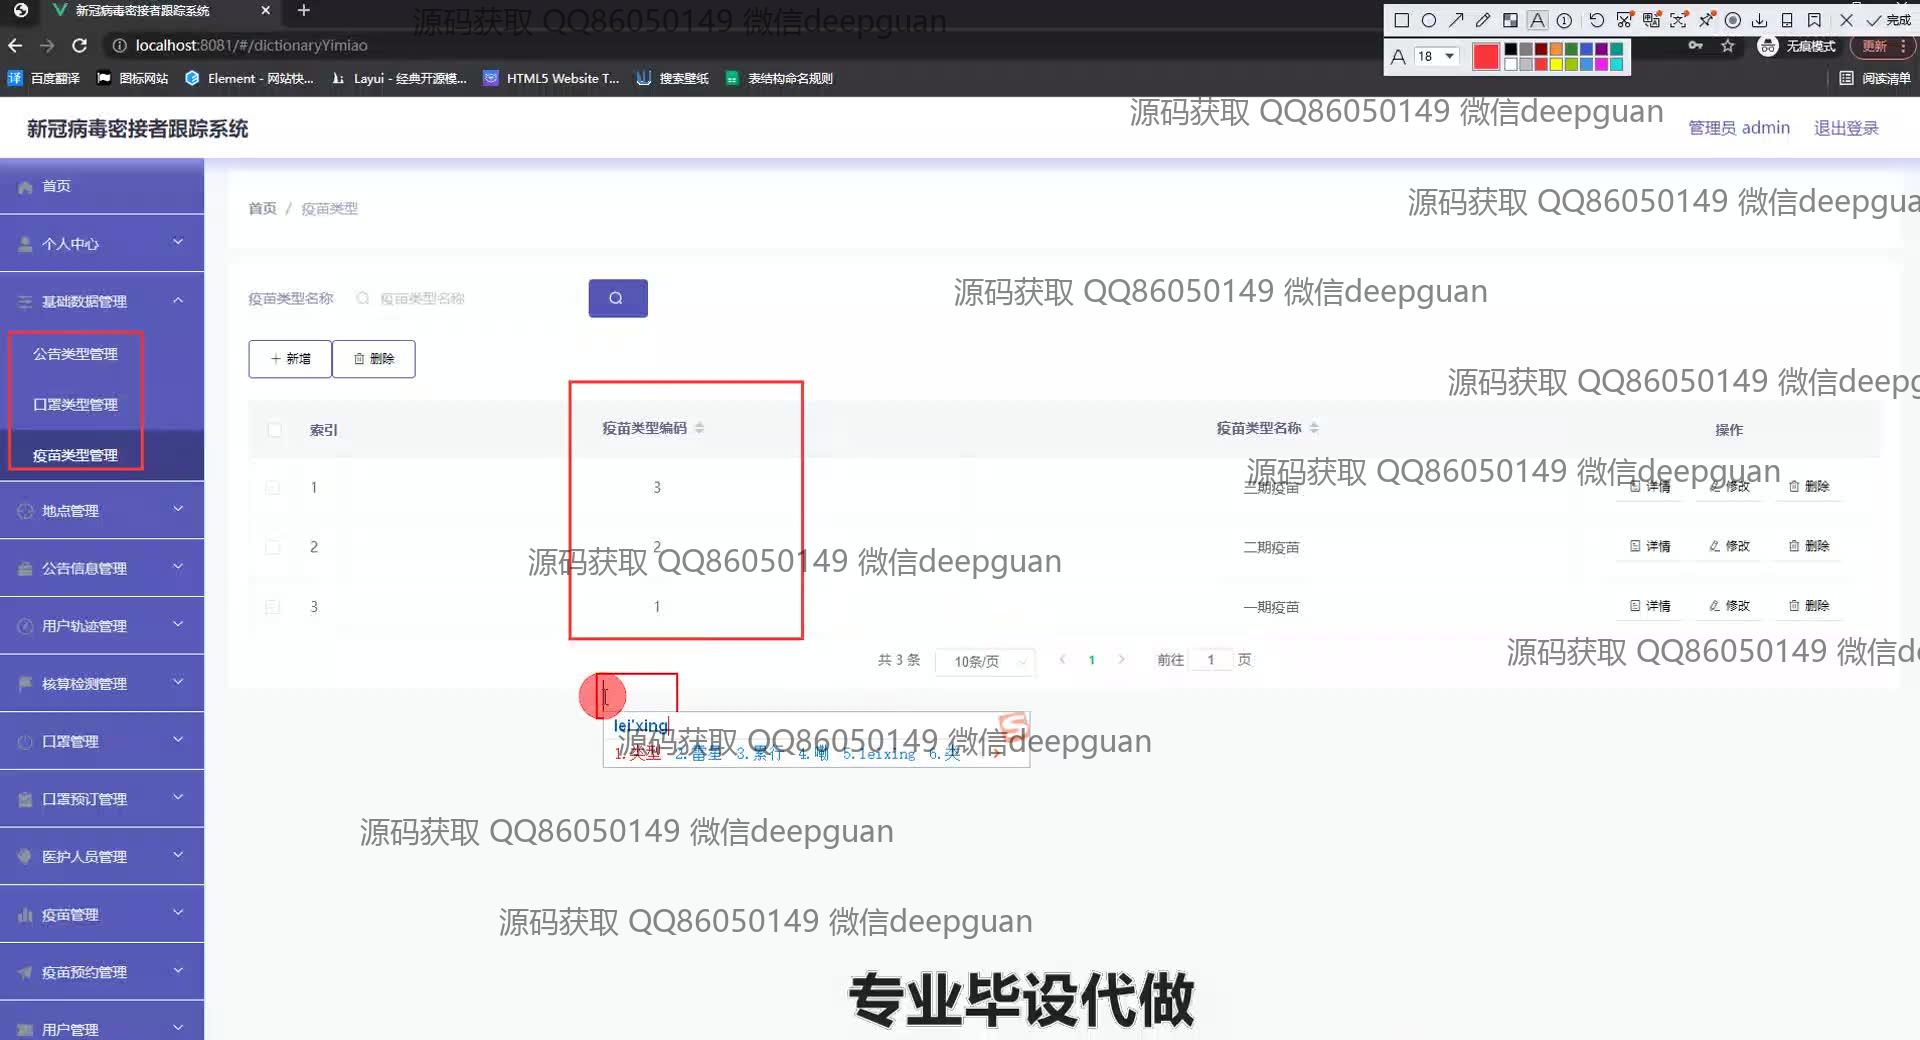 新冠病毒密接者跟踪系统
源码获取 QQ86050149 微信deepguan
A 18
完成
localhost:8081/#/dictionaryYimiao
无痕模式
更新
百度翻译
图标网站
Element - 网站快...
Layui - 经典开源模...
HTML5 Website T...
搜索壁纸
表结构命名规则
阅读清单
新冠病毒密接者跟踪系统
源码获取 QQ86050149 微信deepguan
管理员 admin
退出登录
首页
个人中心
基础数据管理
公告类型管理
口罩类型管理
疫苗类型管理
地点管理
公告信息管理
用户轨迹管理
核算检测管理
口罩管理
口罩预订管理
医护人员管理
疫苗管理
疫苗预约管理
用户管理
首页 / 疫苗类型
源码获取 QQ86050149 微信deepgua
疫苗类型名称 疫苗类型名称
源码获取 QQ86050149 微信deepguan
新增 删除
源码获取 QQ86050149 微信deepg
索引 疫苗类型编码 疫苗类型名称 操作
源码获取 QQ86050149 微信deepguan
1 3 三期疫苗 详情 修改 删除
2 2 二期疫苗 详情 修改 删除
源码获取 QQ86050149 微信deepguan
3 1 一期疫苗 详情 修改 删除
共 3 条 10条/页 1 前往 1 页
源码获取 QQ86050149 微信d
lei'xing
源码获取 QQ86050149 微信deepguan
1.类型 2.雷星 3.累行 4.嘞 5.leixing 6.类
源码获取 QQ86050149 微信deepguan
源码获取 QQ86050149 微信deepguan
专业毕设代做